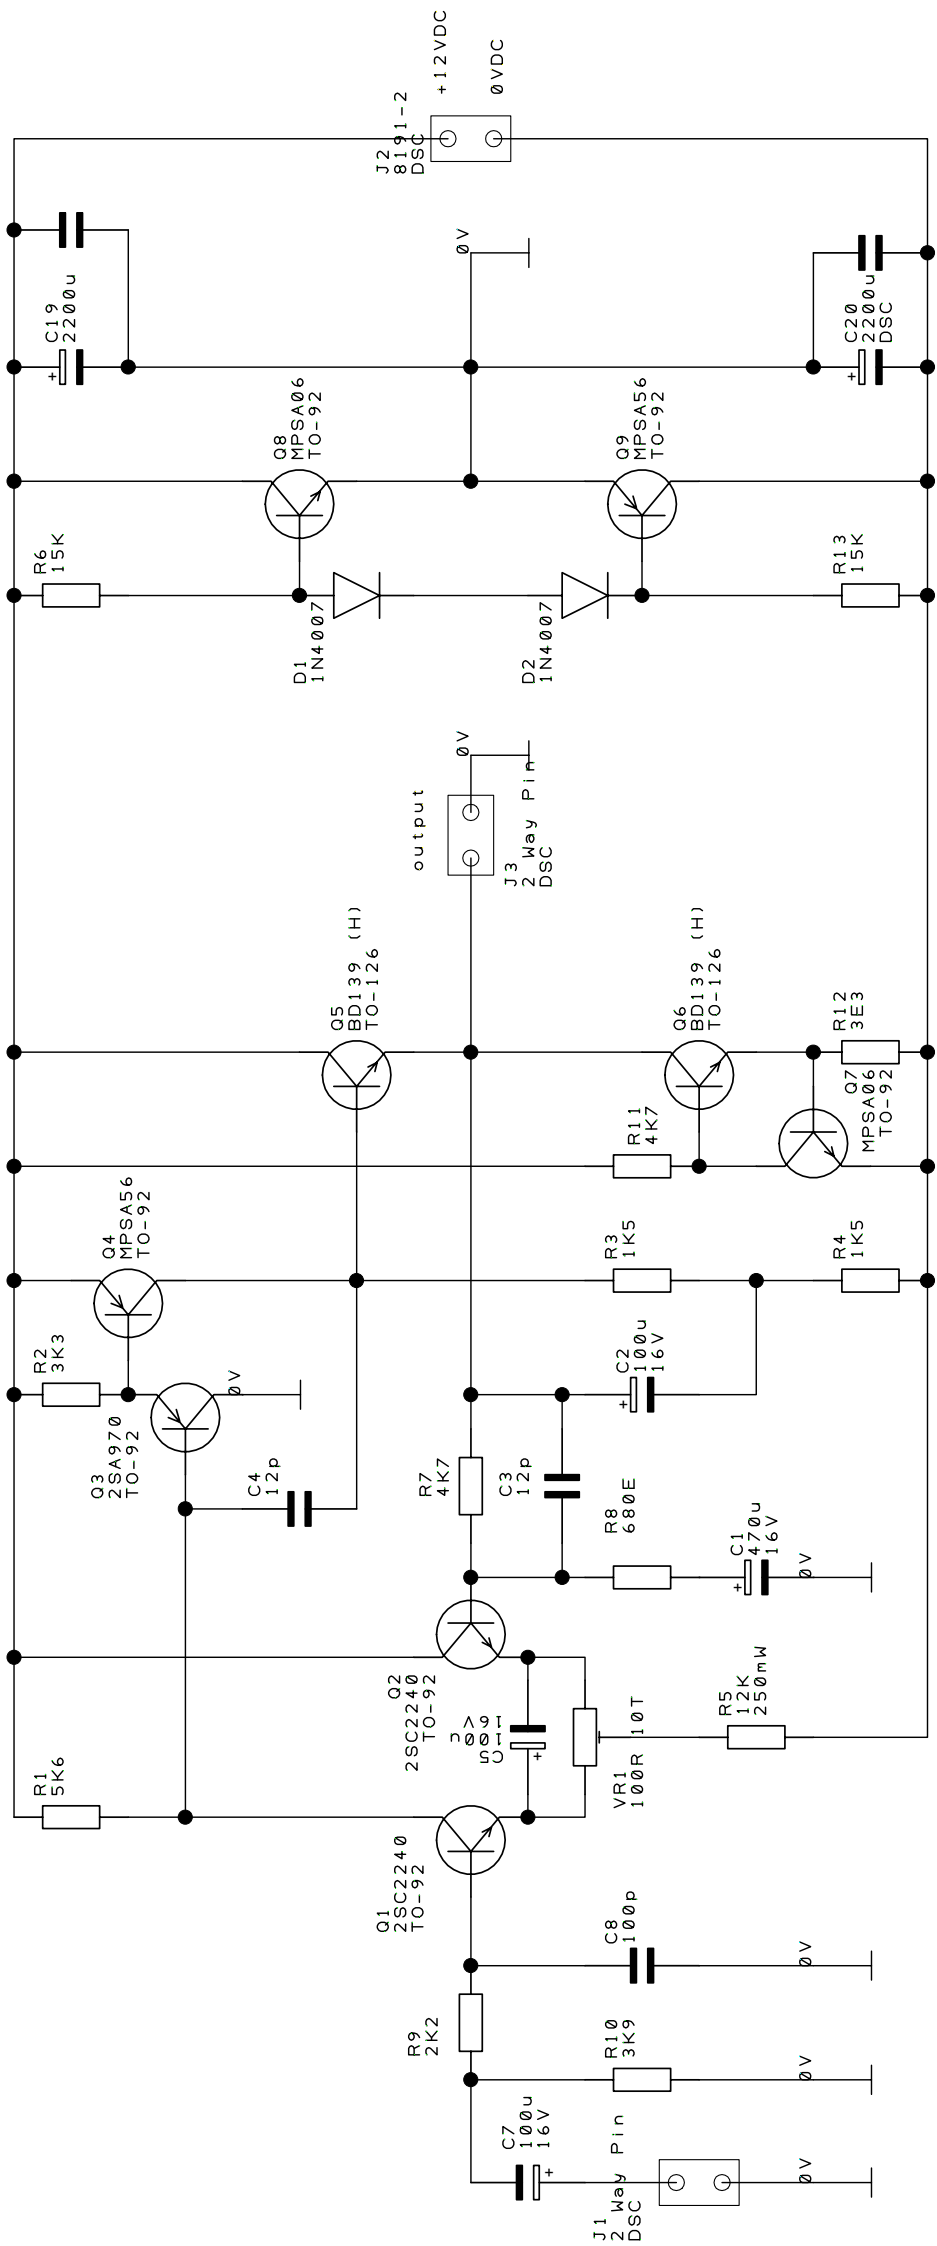 +12VDC
0VDC
J2
8191-2
DSC
C19
2200u
+
0V
C20
2200u
DSC
+
Q8
MPSA06
TO-92
Q9
MPSA56
TO-92
R6
15K
R13
15K
D1
1N4007
D2
1N4007
0V
output
J3
2 Way Pin
DSC
Q5
BD139 (H)
TO-126
Q6
BD139 (H)
TO-126
R12
3E3
Q7
MPSA06
TO-92
R11
4K7
Q4
MPSA56
TO-92
R3
1K5
R4
1K5
R2
3K3
0V
C2
100u
16V
+
Q3
2SA970
TO-92
C4
12p
R7
4K7
C3
12p
R8
680E
C1
470u
16V
+
0V
Q2
2SC2240
TO-92
C5
100u
16V
+
R5
12K
250mW
VR1
100R 10T
R1
5K6
Q1
2SC2240
TO-92
C8
100p
0V
R9
2K2
R10
3K9
0V
C7
100u
16V
+
J1
2 Way Pin
DSC
0V